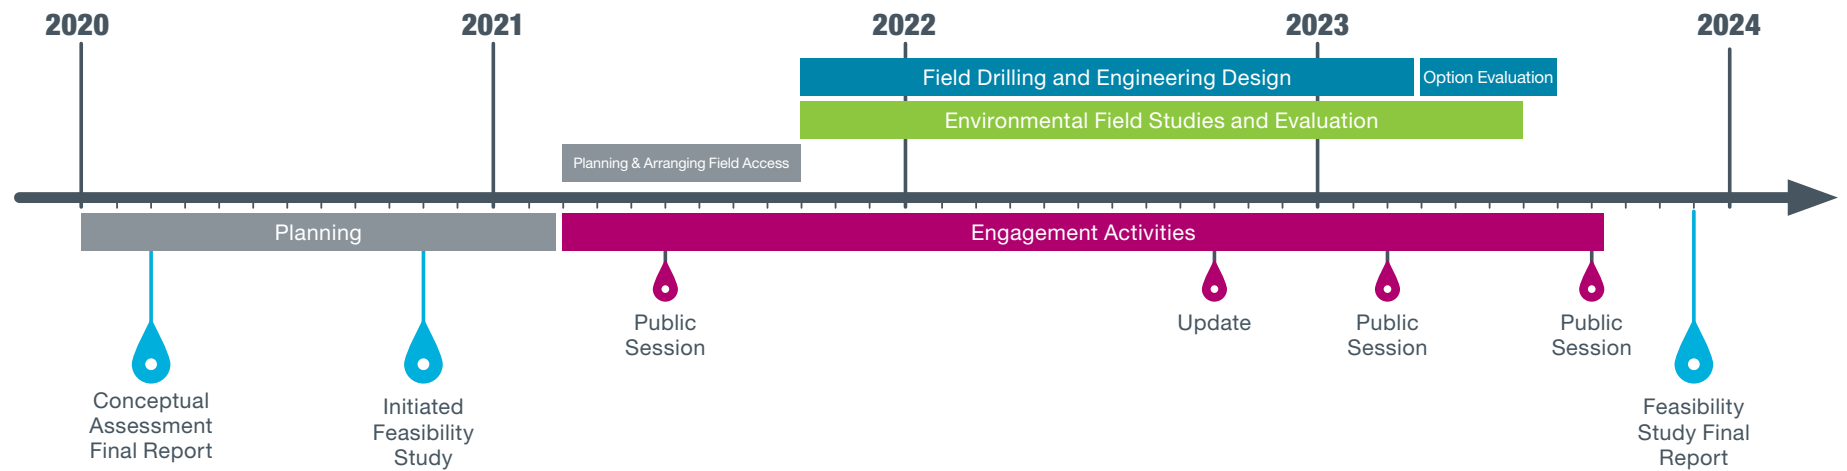 2020
2021
2022
2023
2024
Field Drilling and Engineering Design
Option Evaluation
Environmental Field Studies and Evaluation
Planning & Arranging Field Access
Planning
Engagement Activities
Public
Session
Update
Public
Session
Public
Session
Conceptual
Assessment
Final Report
Initiated
Feasibility
Study
Feasibility
Study Final
Report